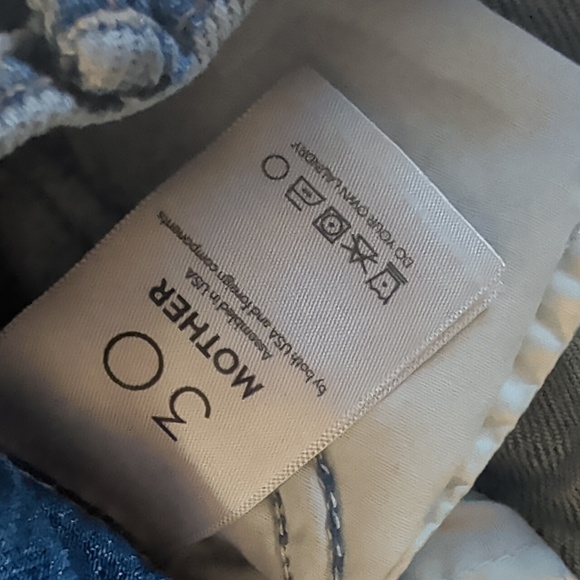 30
MOTHER
Assembled in USA
by both USA and foreign components
DO YOUR OWN LAUNDRY